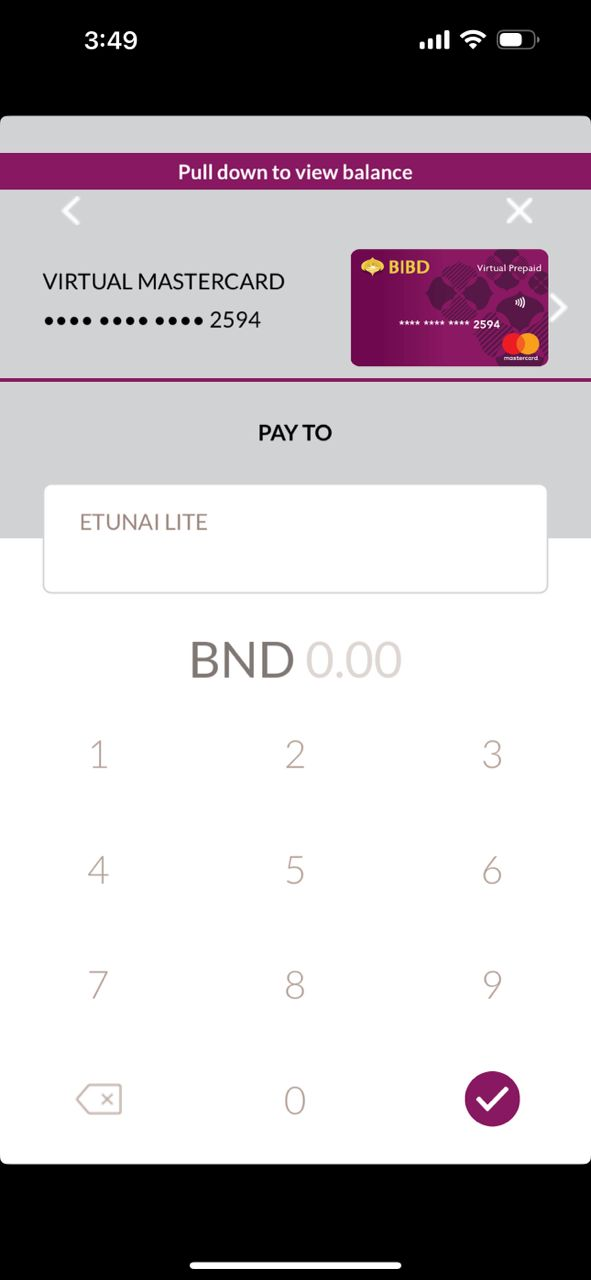 3:49
Pull down to view balance
VIRTUAL MASTERCARD
•••• •••• •••• 2594
BIBD
Virtual Prepaid
**** **** **** 2594
mastercard.
PAY TO
ETUNAI LITE
BND 0.00
1 2 3
4 5 6
7 8 9
0